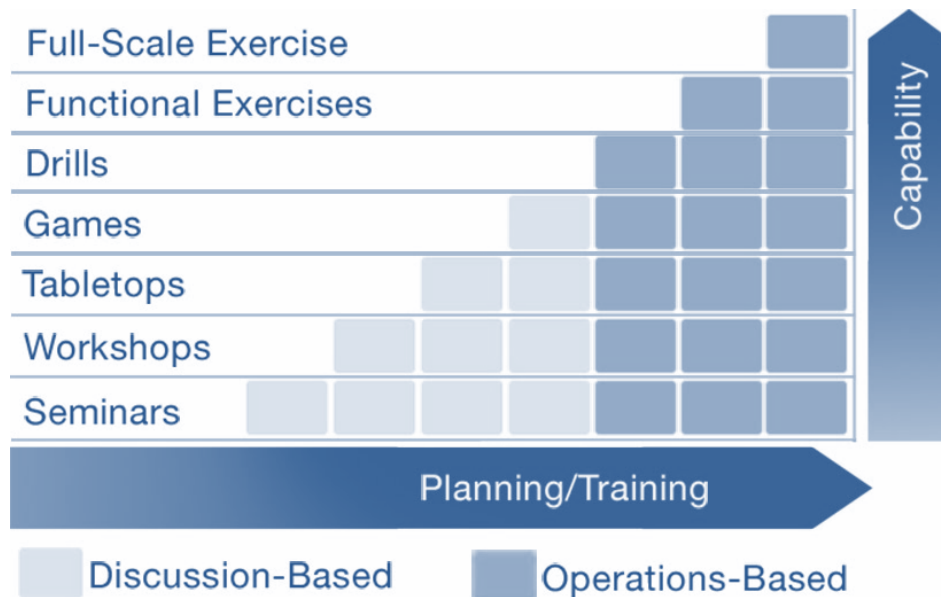 Full-Scale Exercise
Functional Exercises
Drills
Games
Tabletops
Workshops
Seminars
Capability
Planning/Training
Discussion-Based
Operations-Based